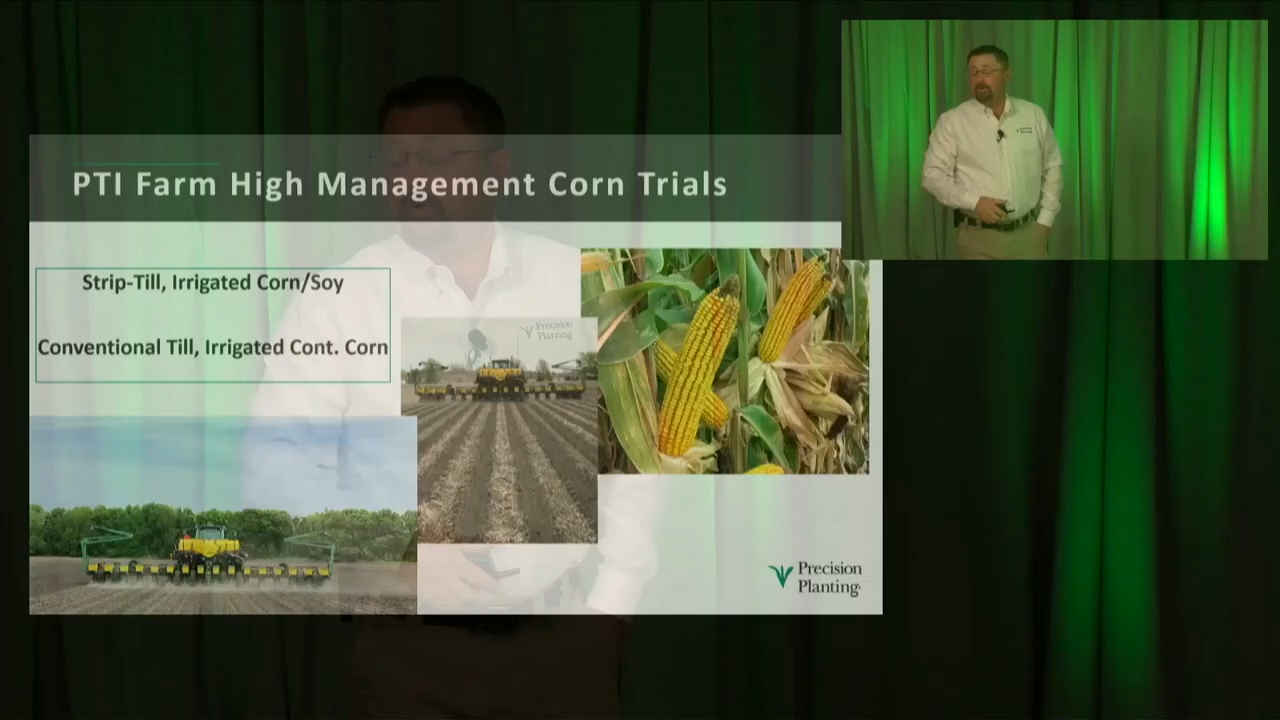 PTI Farm High Management Corn Trials
Strip-Till, Irrigated Corn/Soy
Conventional Till, Irrigated Cont. Corn
Precision
Planting
Precision
Planting